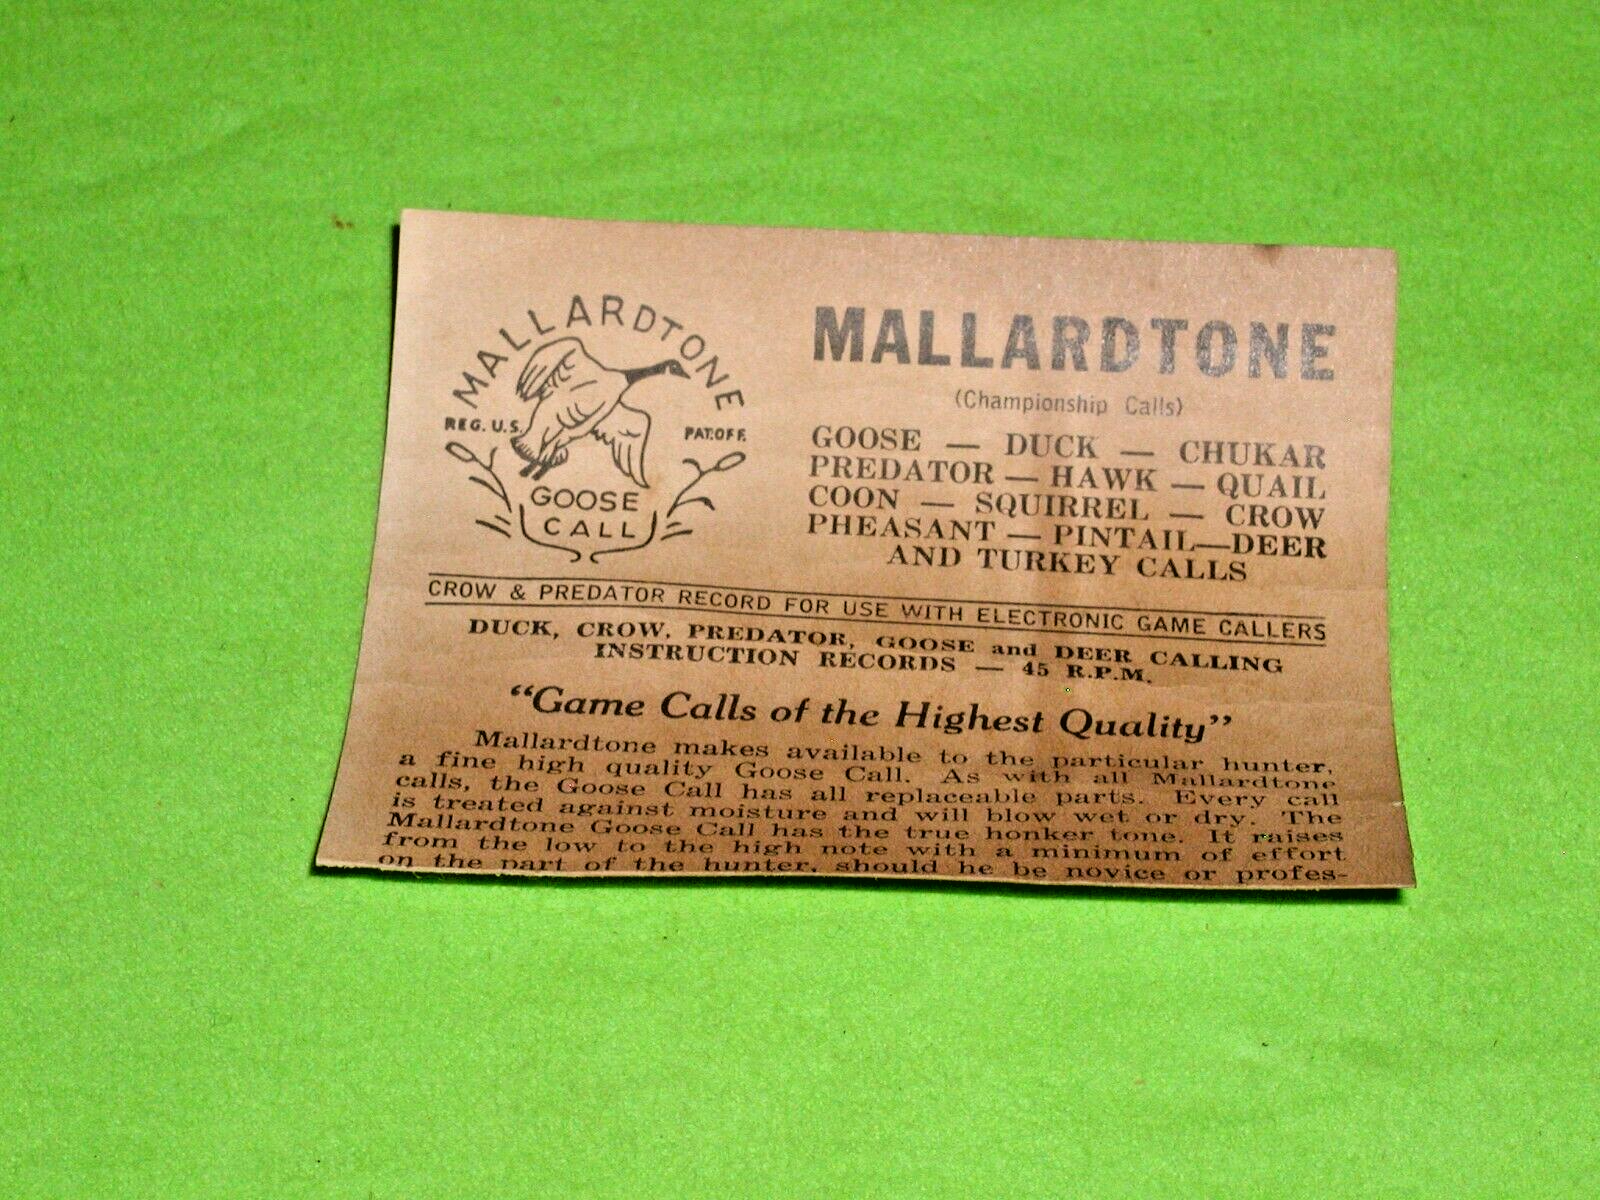 MALLARDTONE
REG. U.S. PAT. OFF.
GOOSE
CALL
MALLARDTONE
(Championship Calls)
GOOSE — DUCK — CHUKAR
PREDATOR — HAWK — QUAIL
COON — SQUIRREL — CROW
PHEASANT — PINTAIL—DEER
AND TURKEY CALLS
CROW & PREDATOR RECORD FOR USE WITH ELECTRONIC GAME CALLERS
DUCK, CROW, PREDATOR, GOOSE and DEER CALLING
INSTRUCTION RECORDS — 45 R.P.M.
"Game Calls of the Highest Quality"
Mallardtone makes available to the particular hunter,
a fine high quality Goose Call. As with all Mallardtone
calls, the Goose Call has all replaceable parts. Every call
is treated against moisture and will blow wet or dry. The
Mallardtone Goose Call has the true honker tone. It raises
from the low to the high note with a minimum of effort
on the part of the hunter, should he be novice or profes-